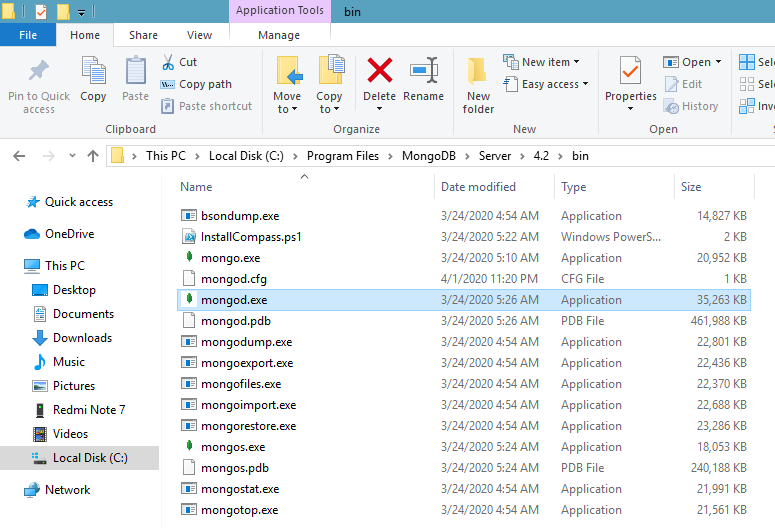 Application Tools bin
File Home Share View Manage
Pin to Quick access
Copy
Paste
Cut
Copy path
Paste shortcut
Clipboard
Move to
Copy to
Delete
Rename
Organize
New folder
New item
Easy access
New
Properties
Open
Edit
History
Open
Sel
Sel
Inve
This PC Local Disk (C:) Program Files MongoDB Server 4.2 bin
Quick access
OneDrive
This PC
Desktop
Documents
Downloads
Music
Pictures
Redmi Note 7
Videos
Local Disk (C:)
Network
Name Date modified Type Size
bsondump.exe 3/24/2020 4:54 AM Application 14,827 KB
InstallCompass.ps1 3/24/2020 5:22 AM Windows PowerS... 2 KB
mongo.exe 3/24/2020 5:10 AM Application 20,952 KB
mongod.cfg 4/1/2020 11:20 PM CFG File 1 KB
mongod.exe 3/24/2020 5:26 AM Application 35,263 KB
mongod.pdb 3/24/2020 5:26 AM PDB File 461,988 KB
mongodump.exe 3/24/2020 4:54 AM Application 22,801 KB
mongoexport.exe 3/24/2020 4:54 AM Application 22,436 KB
mongofiles.exe 3/24/2020 4:54 AM Application 22,370 KB
mongoimport.exe 3/24/2020 4:54 AM Application 22,688 KB
mongorestore.exe 3/24/2020 4:54 AM Application 23,286 KB
mongos.exe 3/24/2020 5:24 AM Application 18,053 KB
mongos.pdb 3/24/2020 5:24 AM PDB File 240,188 KB
mongostat.exe 3/24/2020 4:54 AM Application 21,991 KB
mongotop.exe 3/24/2020 4:54 AM Application 21,561 KB